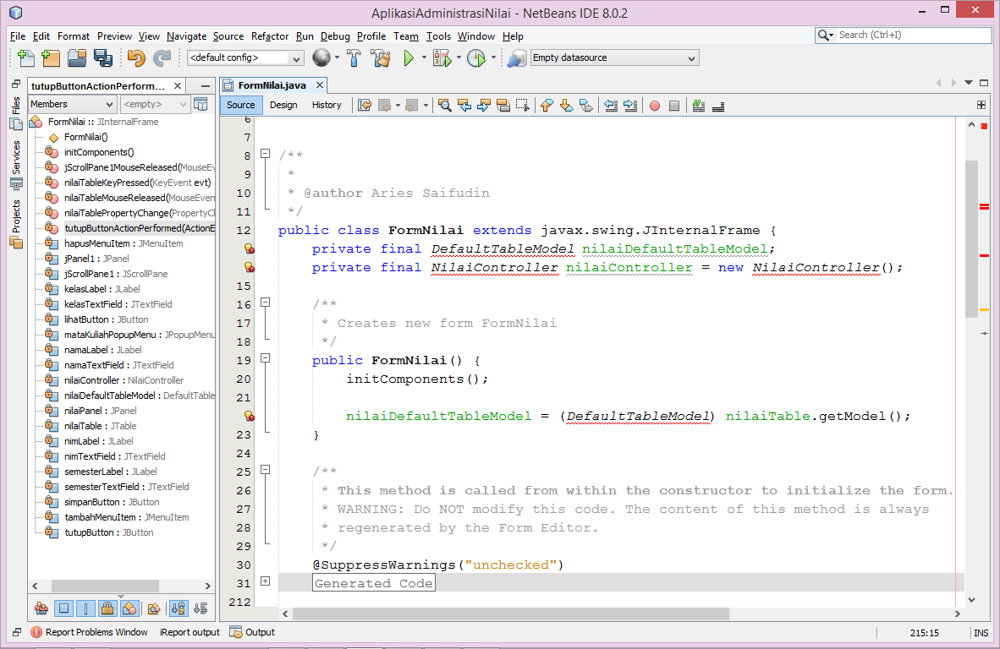 AplikasiAdministrasiNilai - NetBeans IDE 8.0.2
File Edit Format Preview View Navigate Source Refactor Run Debug Profile Team Tools Window Help
Search (Ctrl+I)
<default config>
Empty datasource
tutupButtonActionPerform...
FormNilai.java
Members
<empty>
Source Design History
Files
Services
Projects
FormNilai :: JInternalFrame
FormNilai()
initComponents()
jScrollPane1MouseReleased(MouseEv
nilaiTableKeyPressed(KeyEvent evt)
nilaiTableMouseReleased(MouseEven
nilaiTablePropertyChange(PropertyCl
tutupButtonActionPerformed(ActionE
hapusMenuItem : JMenuItem
jPanel1 : JPanel
jScrollPane1 : JScrollPane
kelasLabel : JLabel
kelasTextField : JTextField
lihatButton : JButton
mataKuliahPopupMenu : JPopupMenu
namaLabel : JLabel
namaTextField : JTextField
nilaiController : NilaiController
nilaiDefaultTableModel : DefaultTable
nilaiPanel : JPanel
nilaiTable : JTable
nimLabel : JLabel
nimTextField : JTextField
semesterLabel : JLabel
semesterTextField : JTextField
simpanButton : JButton
tambahMenuItem : JMenuItem
tutupButton : JButton
6
7
8 /**
9 *
10 * @author Aries Saifudin
11 */
12 public class FormNilai extends javax.swing.JInternalFrame {
private final DefaultTableModel nilaiDefaultTableModel;
private final NilaiController nilaiController = new NilaiController();
15
16 /**
17 * Creates new form FormNilai
18 */
19 public FormNilai() {
20 initComponents();
21
nilaiDefaultTableModel = (DefaultTableModel) nilaiTable.getModel();
23 }
24
25 /**
26 * This method is called from within the constructor to initialize the form.
27 * WARNING: Do NOT modify this code. The content of this method is always
28 * regenerated by the Form Editor.
29 */
30 @SuppressWarnings("unchecked")
31 Generated Code
212
Report Problems Window iReport output Output
215:15 INS